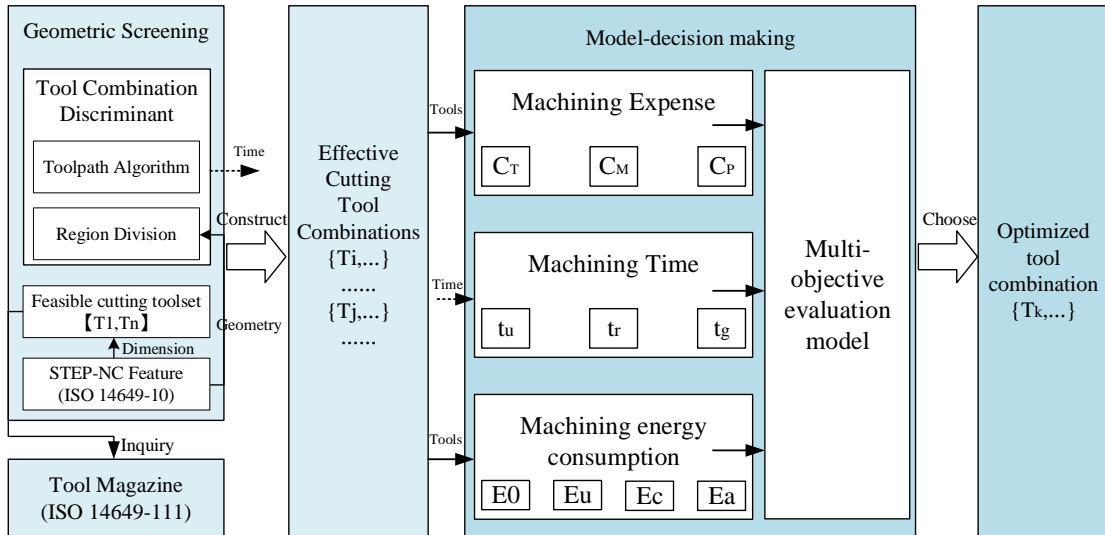 Geometric Screening
Tool Combination
Discriminant
Toolpath Algorithm
Region Division
Time
Feasible cutting toolset
【T1,Tn】
Dimension
STEP-NC Feature
(ISO 14649-10)
Geometry
Inquiry
Tool Magazine
(ISO 14649-111)
Construct
Effective
Cutting
Tool
Combinations
{Ti,...}
......
{Tj,...}
......
Tools
Time
Tools
Model-decision making
Machining Expense
CT
CM
CP
Machining Time
tu
tr
tg
Machining energy
consumption
E0
Eu
Ec
Ea
Multi-
objective
evaluation
model
Choose
Optimized
tool
combination
{Tk,...}